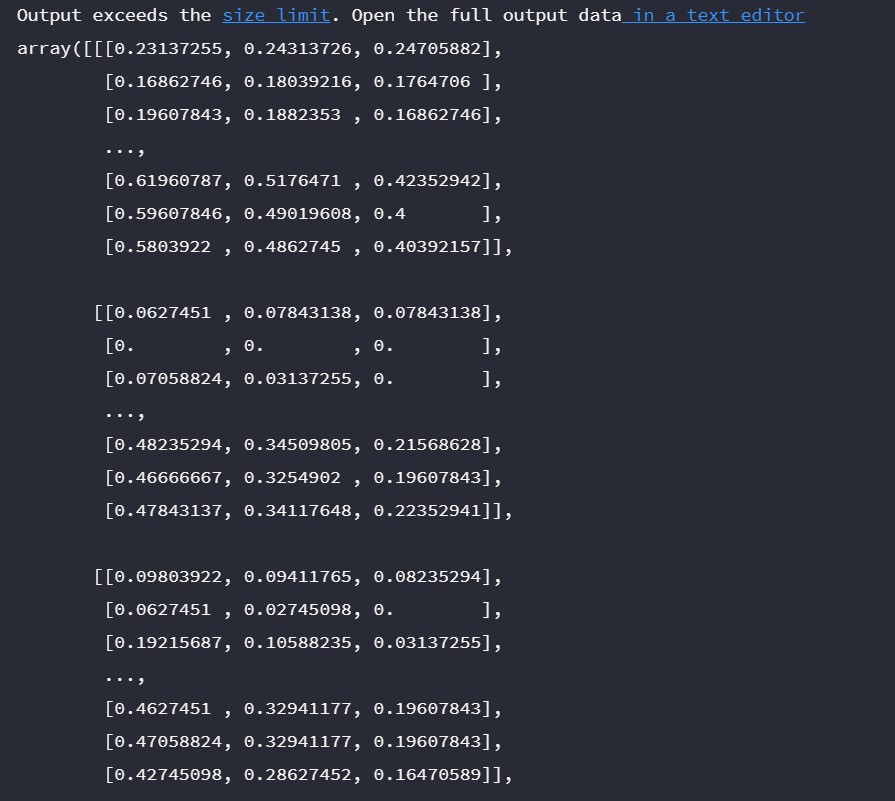 Output exceeds the size limit. Open the full output data in a text editor
array([[[0.23137255, 0.24313726, 0.24705882],
        [0.16862746, 0.18039216, 0.1764706 ],
        [0.19607843, 0.1882353 , 0.16862746],
        ...,
        [0.61960787, 0.5176471 , 0.42352942],
        [0.59607846, 0.49019608, 0.4       ],
        [0.5803922 , 0.4862745 , 0.40392157]],

       [[0.0627451 , 0.07843138, 0.07843138],
        [0.        , 0.        , 0.        ],
        [0.07058824, 0.03137255, 0.        ],
        ...,
        [0.48235294, 0.34509805, 0.21568628],
        [0.46666667, 0.3254902 , 0.19607843],
        [0.47843137, 0.34117648, 0.22352941]],

       [[0.09803922, 0.09411765, 0.08235294],
        [0.0627451 , 0.02745098, 0.        ],
        [0.19215687, 0.10588235, 0.03137255],
        ...,
        [0.4627451 , 0.32941177, 0.19607843],
        [0.47058824, 0.32941177, 0.19607843],
        [0.42745098, 0.28627452, 0.16470589]],